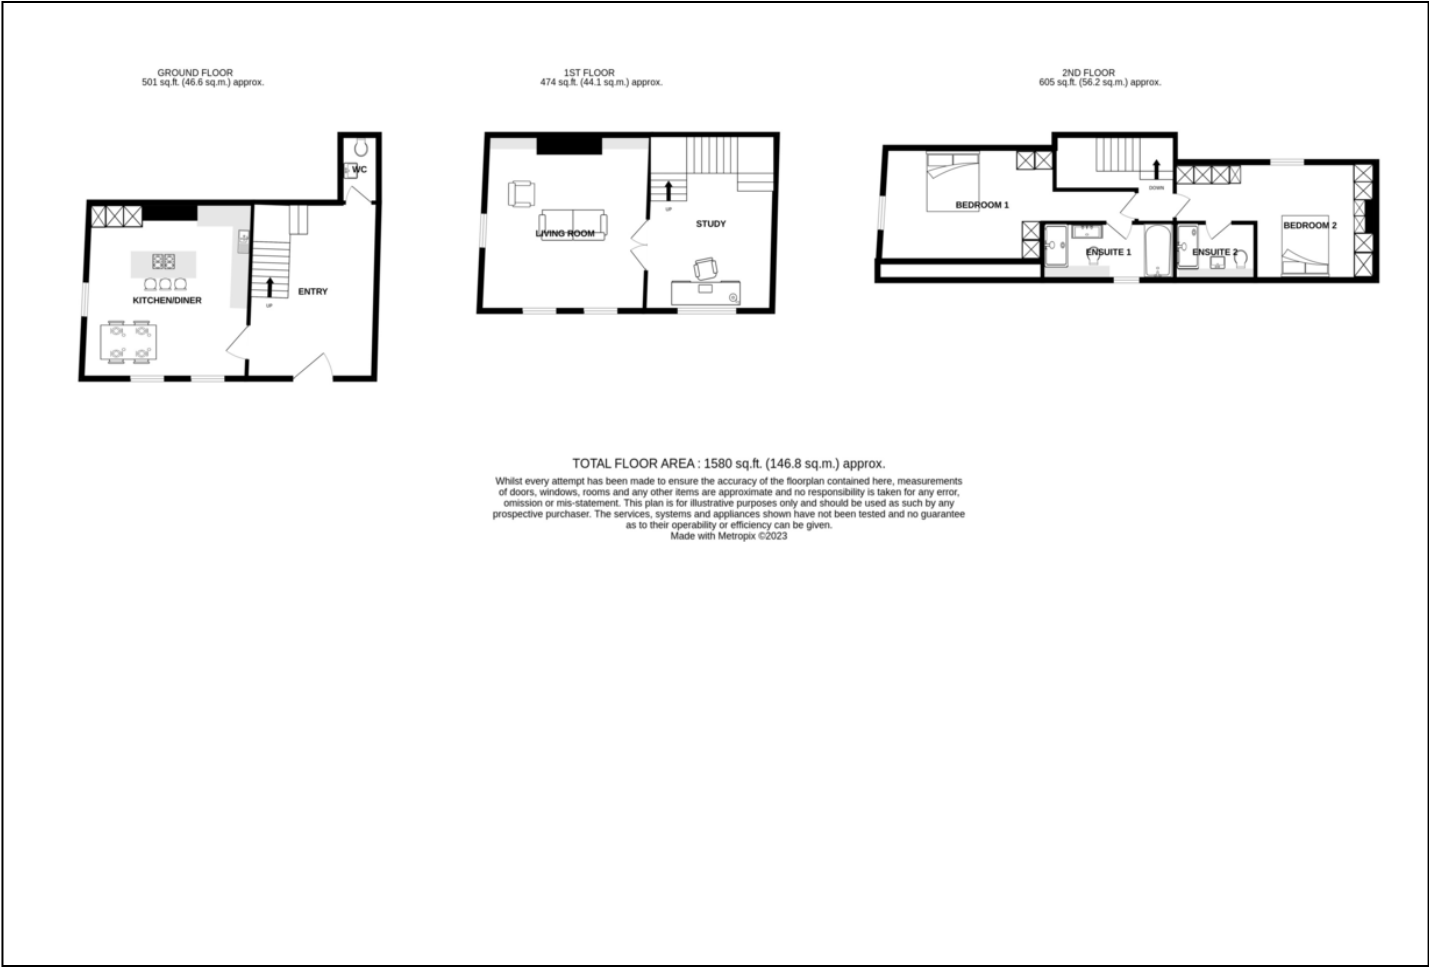 GROUND FLOOR
501 sq.ft. (46.6 sq.m.) approx.
1ST FLOOR
474 sq.ft. (44.1 sq.m.) approx.
2ND FLOOR
605 sq.ft. (56.2 sq.m.) approx.
WC
KITCHEN/DINER
UP
ENTRY
LIVING ROOM
UP
STUDY
BEDROOM 1
DOWN
ENSUITE 1
ENSUITE 2
BEDROOM 2
TOTAL FLOOR AREA : 1580 sq.ft. (146.8 sq.m.) approx.
Whilst every attempt has been made to ensure the accuracy of the floorplan contained here, measurements
of doors, windows, rooms and any other items are approximate and no responsibility is taken for any error,
omission or mis-statement. This plan is for illustrative purposes only and should be used as such by any
prospective purchaser. The services, systems and appliances shown have not been tested and no guarantee
as to their operability or efficiency can be given.
Made with Metropix ©2023